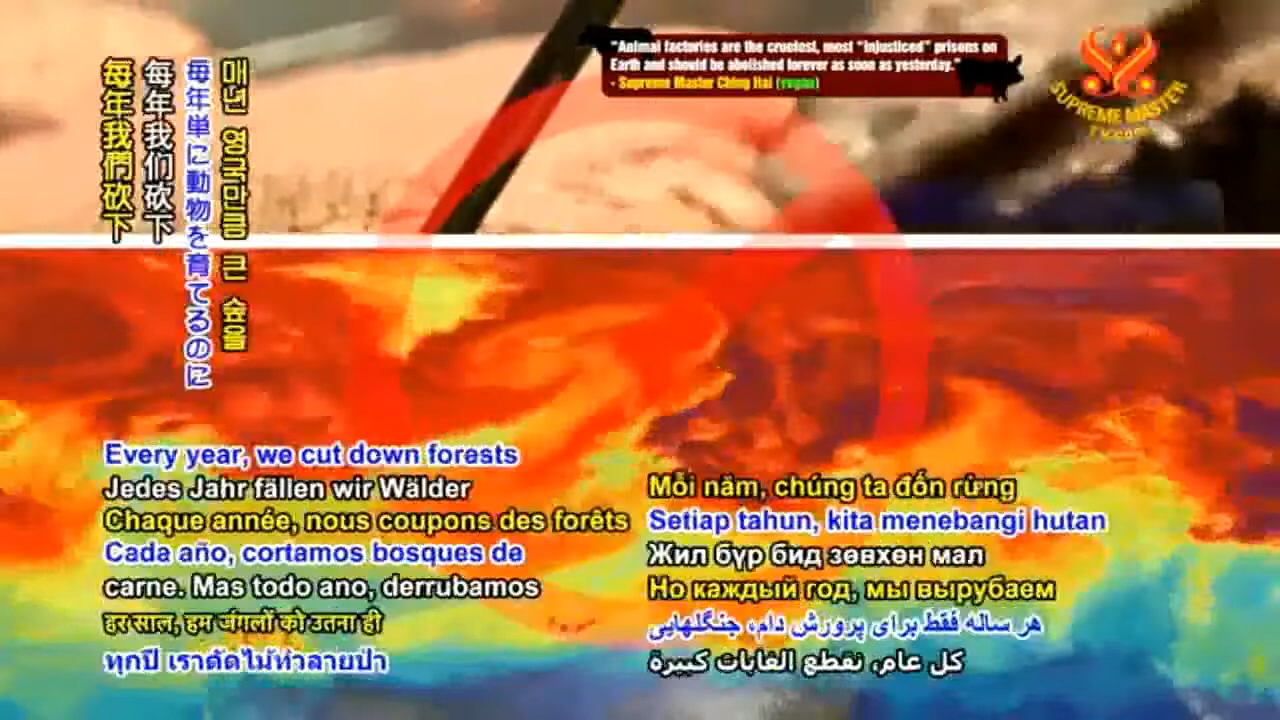 "Animal factories are the cruelest, most "injusticed" prisons on
Earth and should be abolished forever as soon as yesterday."
- Supreme Master Ching Hai (vegan)
SUPREME MASTER
매년 영국만큼 큰 숲을
毎年単に動物を育てるのに
每年我们砍下
每年我們砍下
Every year, we cut down forests
Jedes Jahr fällen wir Wälder
Chaque année, nous coupons des forêts
Cada año, cortamos bosques de
carne. Mas todo ano, derrubamos
हर साल, हम जंगलों को उतना ही
ทุกปี เราตัดไม้ทำลายป่า
Mỗi năm, chúng ta đốn rừng
Setiap tahun, kita menebangi hutan
Жил бүр бид зөвхөн мал
Но каждый год, мы вырубаем
هر ساله فقط برای پرورش دام، جنگلهایی
كل عام، نقطع الغابات كبيرة